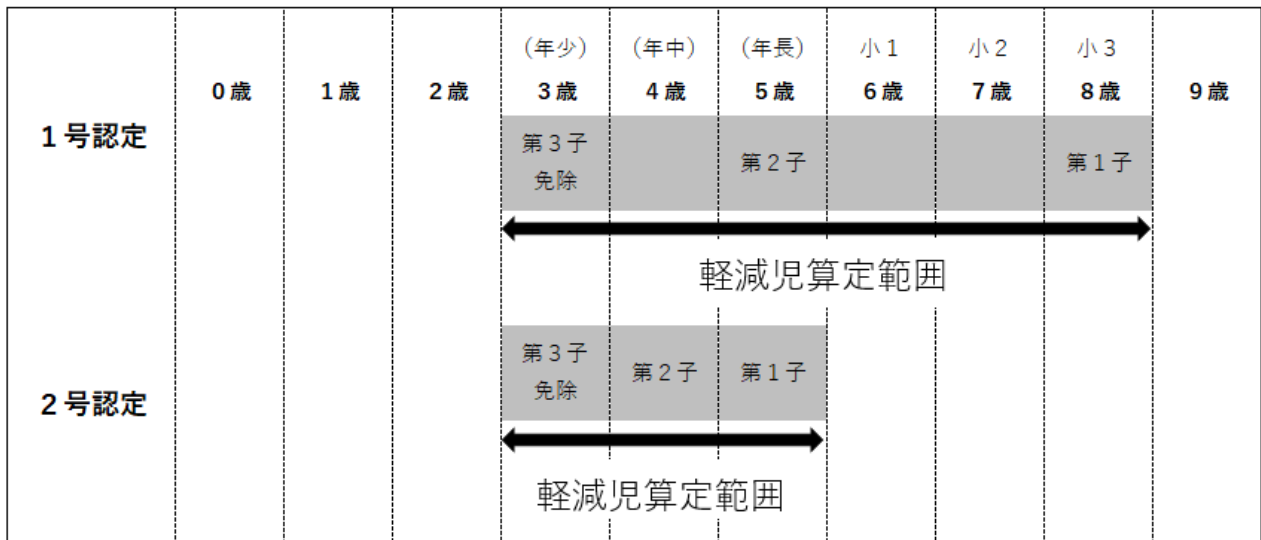 (年少) (年中) (年長) 小1 小2 小3
0歳 1歳 2歳 3歳 4歳 5歳 6歳 7歳 8歳 9歳
1号認定
第3子 第2子 第1子
免除
軽減児算定範囲
第3子 第2子 第1子
免除
2号認定
軽減児算定範囲